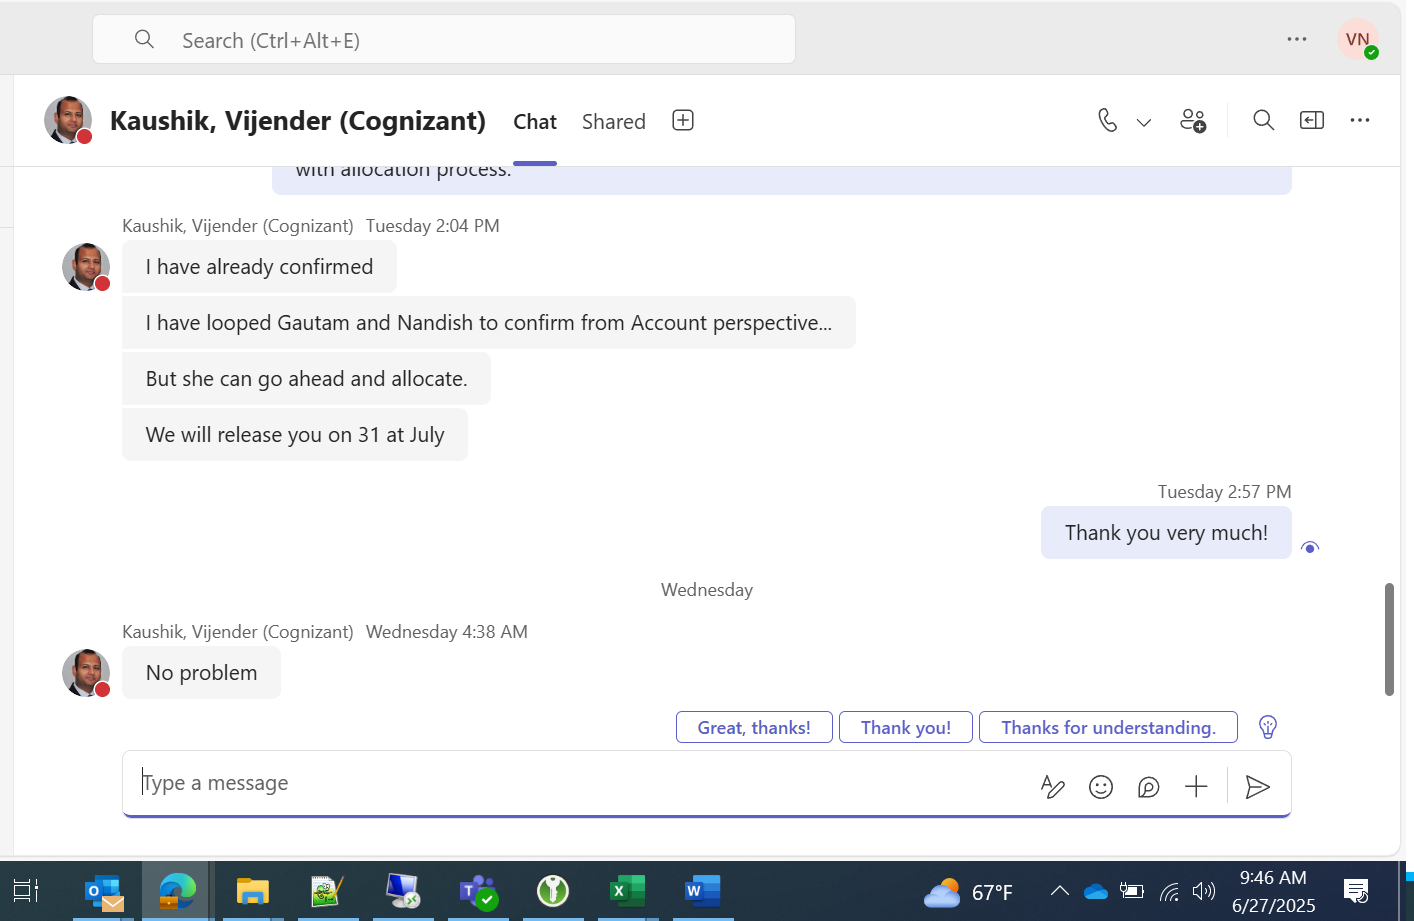 Search (Ctrl+Alt+E)
VN
Kaushik, Vijender (Cognizant) Chat Shared
with allocation process.
Kaushik, Vijender (Cognizant) Tuesday 2:04 PM
I have already confirmed
I have looped Gautam and Nandish to confirm from Account perspective...
But she can go ahead and allocate.
We will release you on 31 at July
Tuesday 2:57 PM
Thank you very much!
Wednesday
Kaushik, Vijender (Cognizant) Wednesday 4:38 AM
No problem
Great, thanks! Thank you! Thanks for understanding.
Type a message
67°F
9:46 AM
6/27/2025